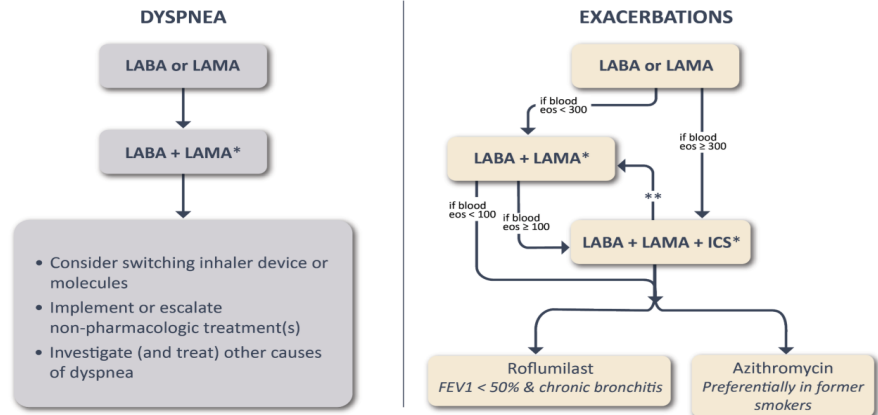 DYSPNEA
LABA or LAMA
LABA + LAMA*
• Consider switching inhaler device or
molecules
• Implement or escalate
non-pharmacologic treatment(s)
• Investigate (and treat) other causes
of dyspnea
EXACERBATIONS
LABA or LAMA
if blood
eos < 300
if blood
eos ≥ 300
LABA + LAMA*
**
if blood
eos < 100
if blood
eos ≥ 100
LABA + LAMA + ICS*
Roflumilast
FEV1 < 50% & chronic bronchitis
Azithromycin
Preferentially in former
smokers